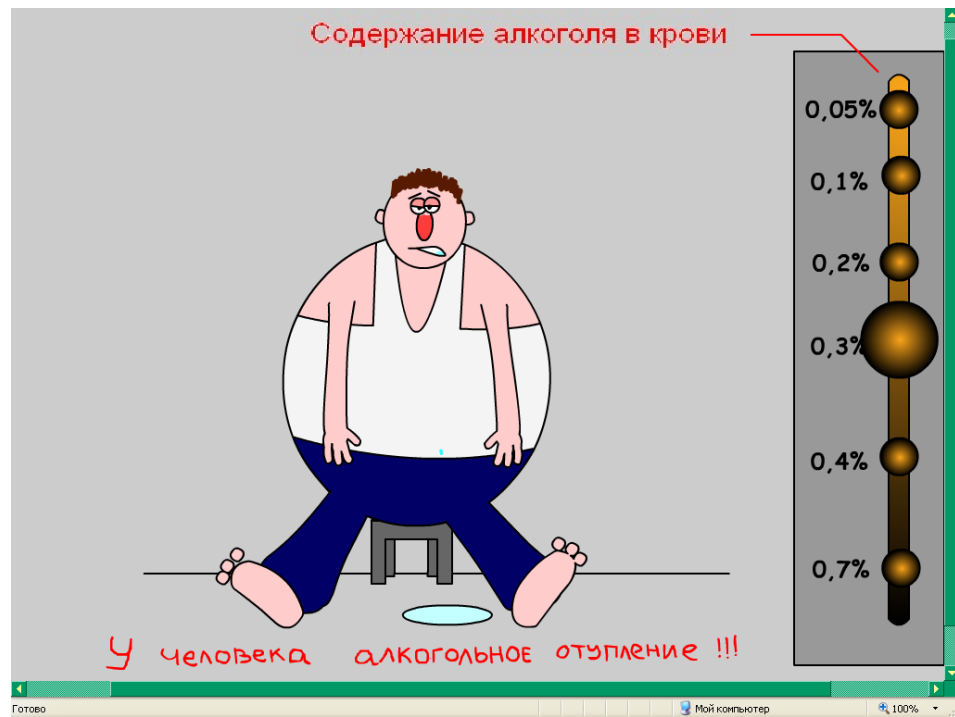 Содержание алкоголя в крови
0,05%
0,1%
0,2%
0,3%
0,4%
0,7%
У человека алкогольное отупление !!!
Готово
Мой компьютер
100%